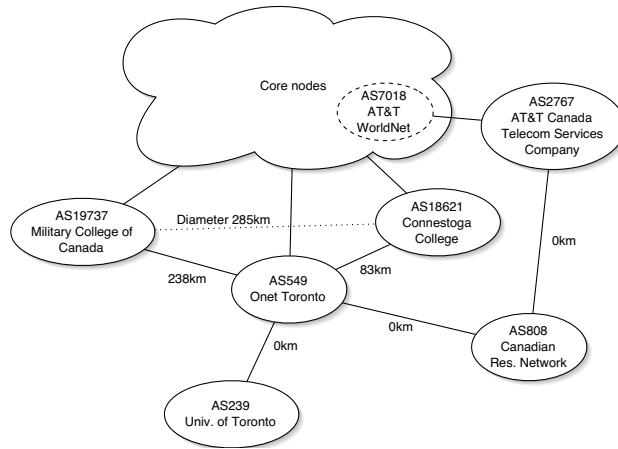 Core nodes
AS7018
AT&T
WorldNet
AS2767
AT&T Canada
Telecom Services
Company
AS19737
Military College of
Canada
Diameter 285km
AS18621
Connestoga
College
0km
238km
83km
AS549
Onet Toronto
0km
0km
AS808
Canadian
Res. Network
AS239
Univ. of Toronto